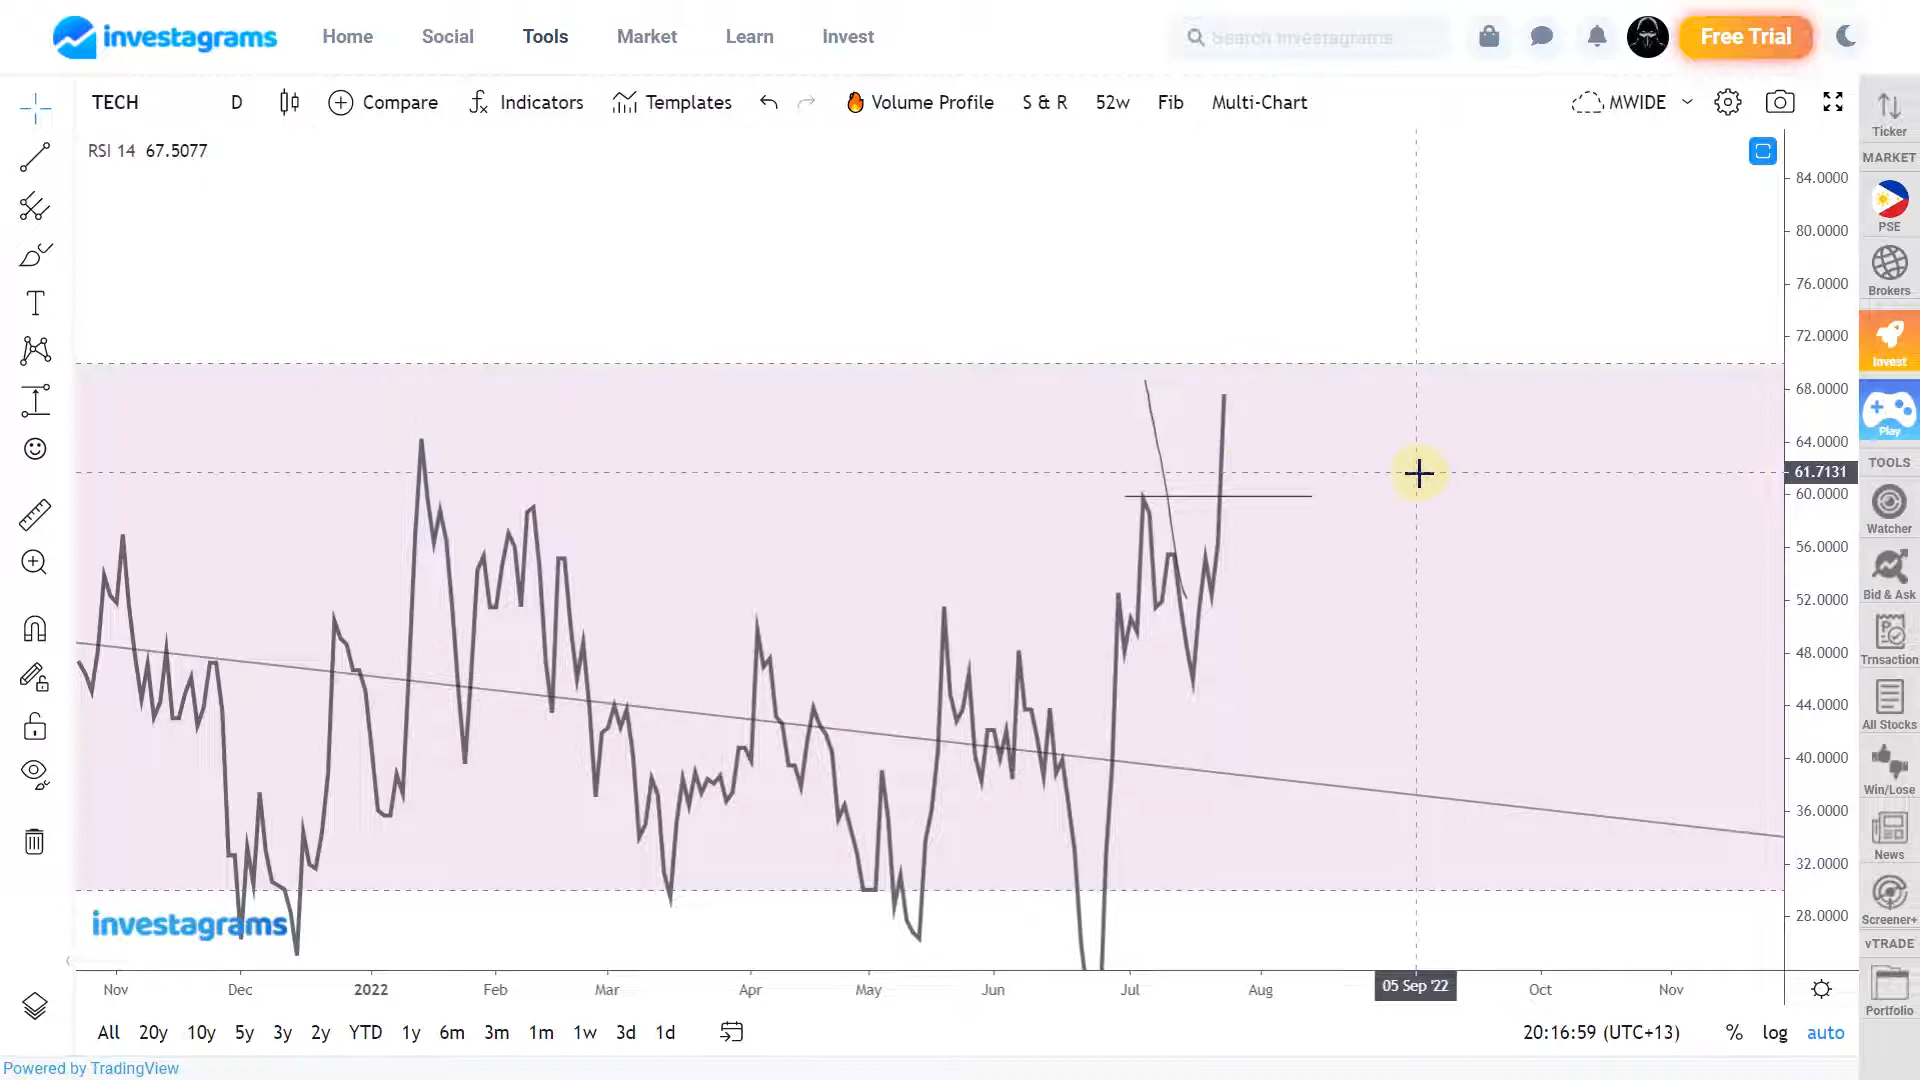 investagrams Home Social Tools Market Learn Invest Search Investagrams Free Trial
TECH D Compare Indicators Templates Volume Profile S & R 52w Fib Multi-Chart MWIDE
RSI 14 67.5077
84.0000
80.0000
76.0000
72.0000
68.0000
64.0000
61.7131
60.0000
56.0000
52.0000
48.0000
44.0000
40.0000
36.0000
32.0000
28.0000
investagrams
Nov Dec 2022 Feb Mar Apr May Jun Jul Aug 05 Sep '22 Oct Nov
All 20y 10y 5y 3y 2y YTD 1y 6m 3m 1m 1w 3d 1d 20:16:59 (UTC+13) % log auto
Powered by TradingView
Ticker
MARKET
PSE
Brokers
Invest
Play
TOOLS
Watcher
Bid & Ask
Trnsaction
All Stocks
Win/Lose
News
Screener+
vTRADE
Portfolio